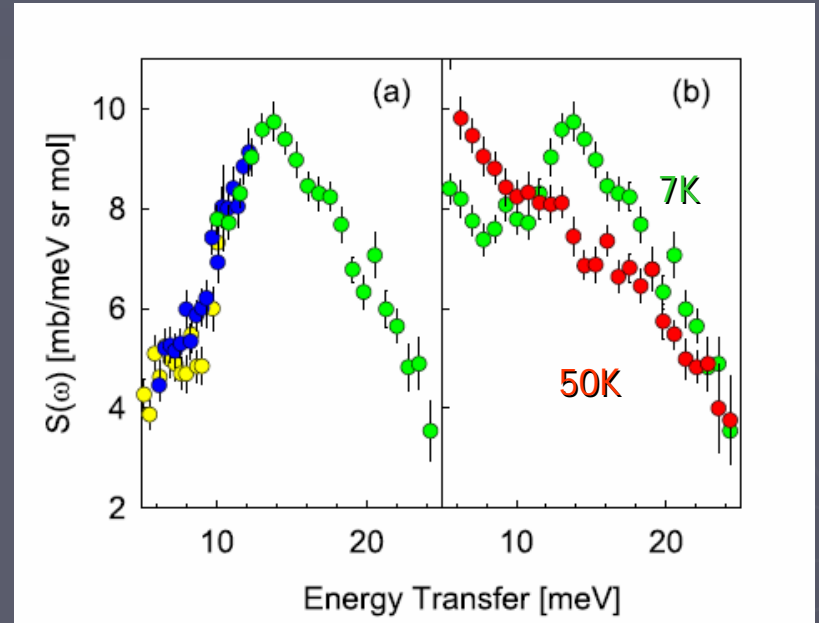 (a)
(b)
10
8
6
4
2
S(ω) [mb/meV sr mol]
7K
50K
10
20
10
20
Energy Transfer [meV]